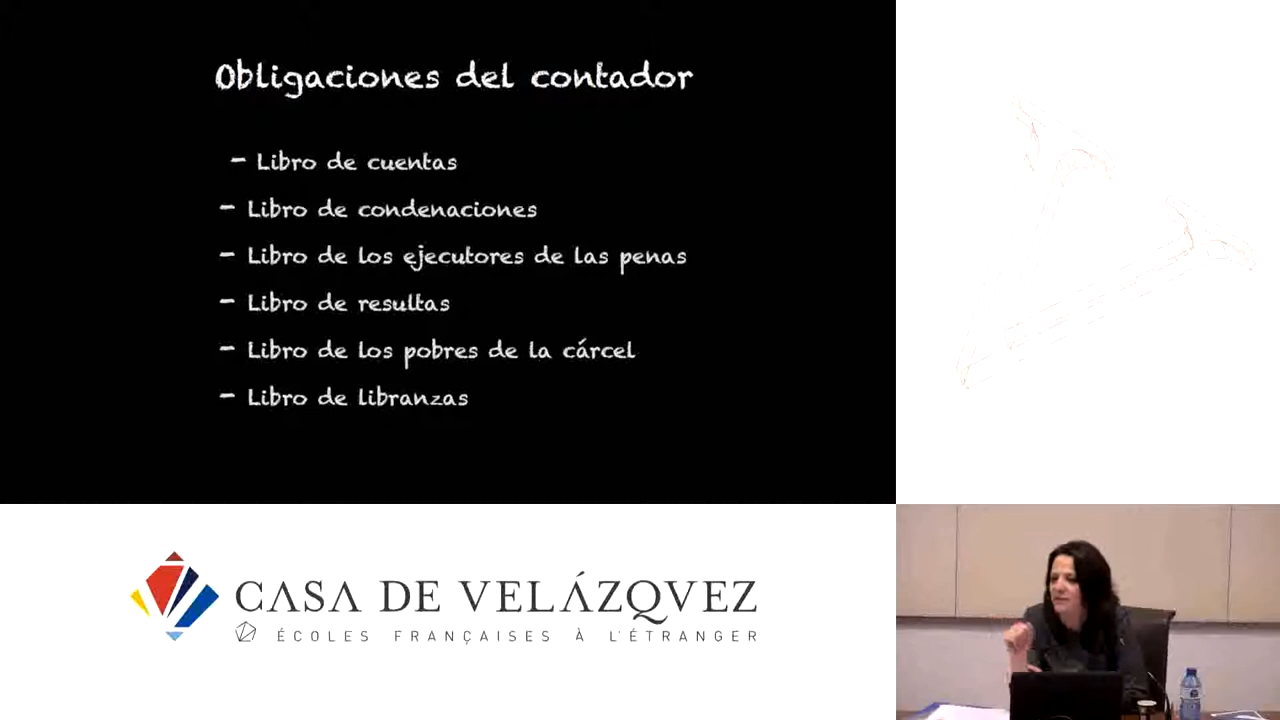 Obligaciones del contador
- Libro de cuentas
- Libro de condenaciones
- Libro de los ejecutores de las penas
- Libro de resultas
- Libro de los pobres de la cárcel
- Libro de libranzas
CASA DE VELÁZQVEZ
ÉCOLES FRANÇAISES À L'ÉTRANGER